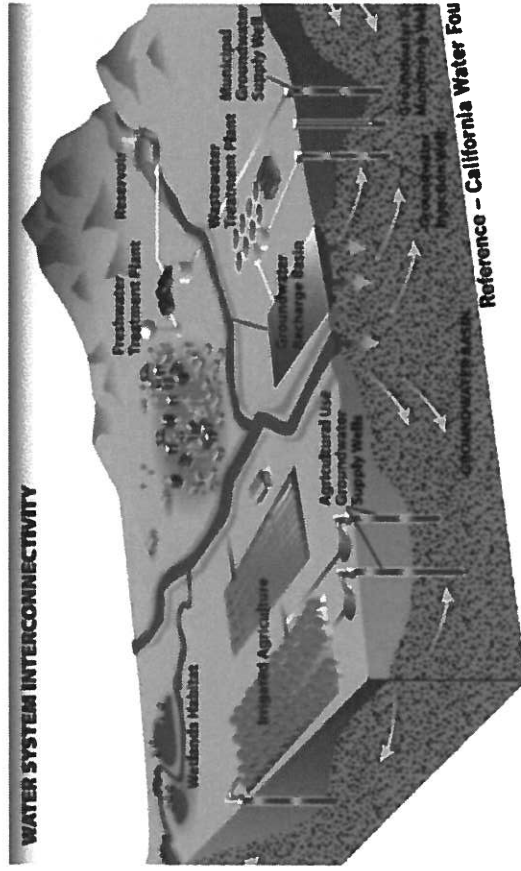 WATER SYSTEM INTERCONNECTIVITY
Reservoir
Freshwater
Treatment Plant
Municipal
Groundwater
Supply Well
Wastewater
Treatment Plant
Groundwater
Recharge Basin
Wetlands Habitat
Irrigated Agriculture
Agricultural Use
Groundwater
Supply Wells
GROUNDWATER BASIN
Reference – California Water Fou